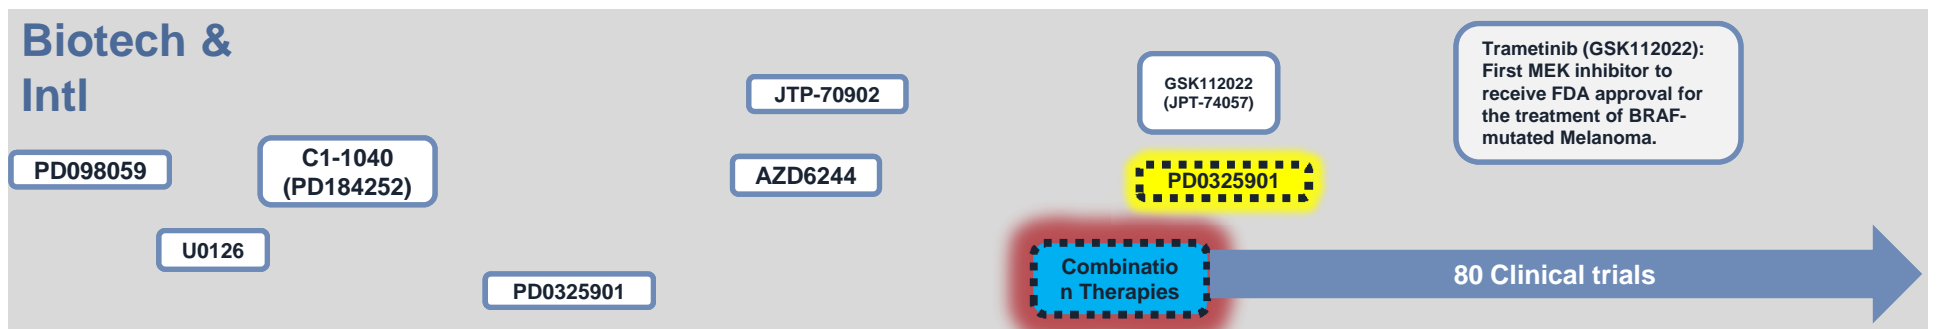 Biotech &
Intl
PD098059
U0126
C1-1040
(PD184252)
PD0325901
JTP-70902
AZD6244
GSK112022
(JPT-74057)
PD0325901
Combinatio
n Therapies
80 Clinical trials
Trametinib (GSK112022):
First MEK inhibitor to
receive FDA approval for
the treatment of BRAF-
mutated Melanoma.